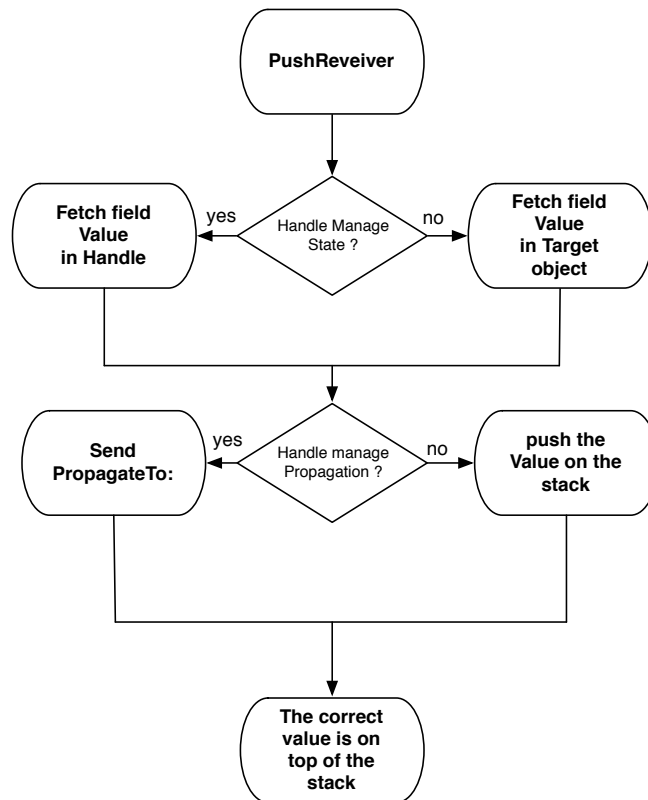 PushReveiver
Fetch field
Value
in Handle
yes
Handle Manage
State ?
no
Fetch field
Value
in Target
object
Send
PropagateTo:
yes
Handle manage
Propagation ?
no
push the
Value on the
stack
The correct
value is on
top of the
stack